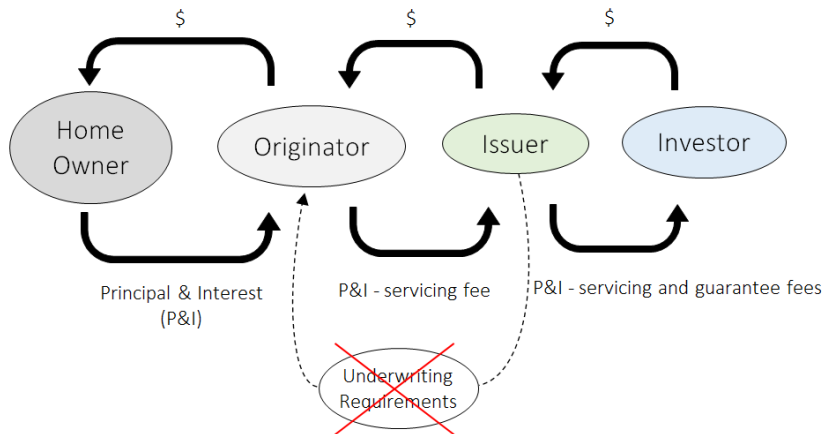 $
$
$
Home
Owner
Originator
Issuer
Investor
Principal & Interest
(P&I)
P&I - servicing fee
P&I - servicing and guarantee fees
Underwriting
Requirements